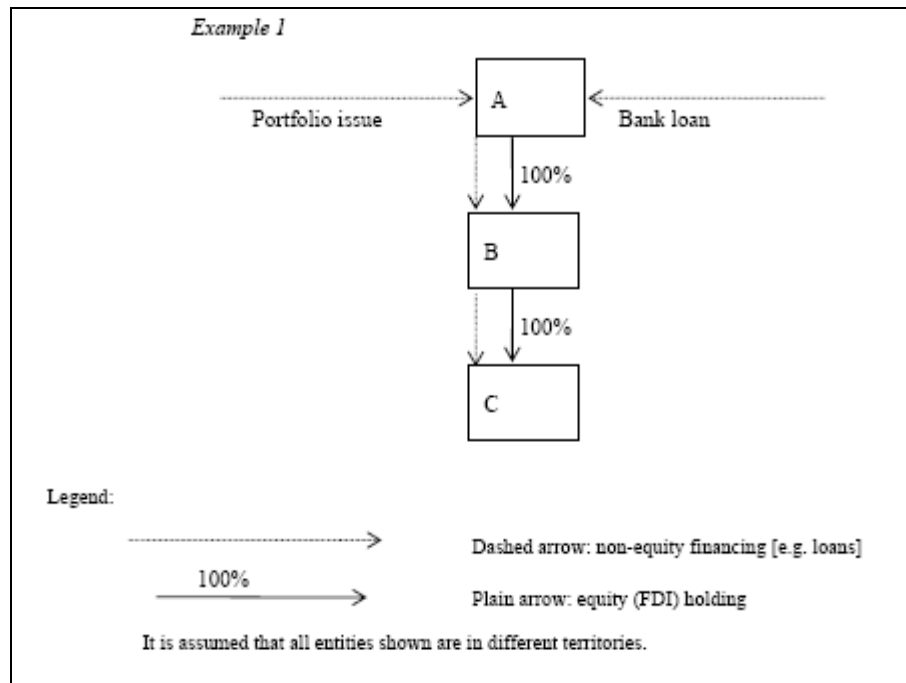 Example 1
A
Portfolio issue
Bank loan
100%
B
100%
C
Legend:
Dashed arrow: non-equity financing [e.g. loans]
100%
Plain arrow: equity (FDI) holding
It is assumed that all entities shown are in different territories.